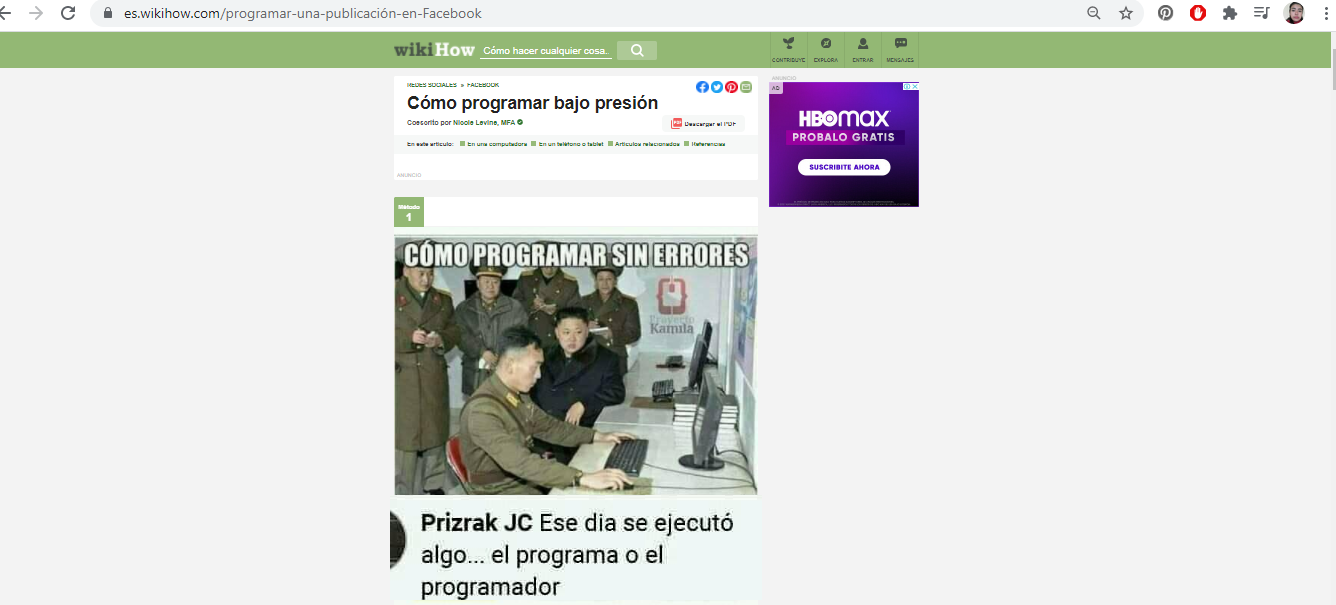 es.wikihow.com/programar-una-publicación-en-Facebook
wikiHow
Cómo hacer cualquier cosa..
CONTRIBUYE
EXPLORA
ENTRAR
MENSAJES
REDES SOCIALES » FACEBOOK
Cómo programar bajo presión
Coescrito por Nicole Levine, MFA
PDF
Descargar el PDF
En este artículo:
En una computadora
En un teléfono o tablet
Artículos relacionados
Referencias
ANUNCIO
Método
1
CÓMO PROGRAMAR SIN ERRORES
Proyecto
Kamila
Prizrak JC Ese dia se ejecutó
algo... el programa o el
programador
ANUNCIO
AD
HBOMAX
PROBALO GRATIS
SUSCRIBITE AHORA